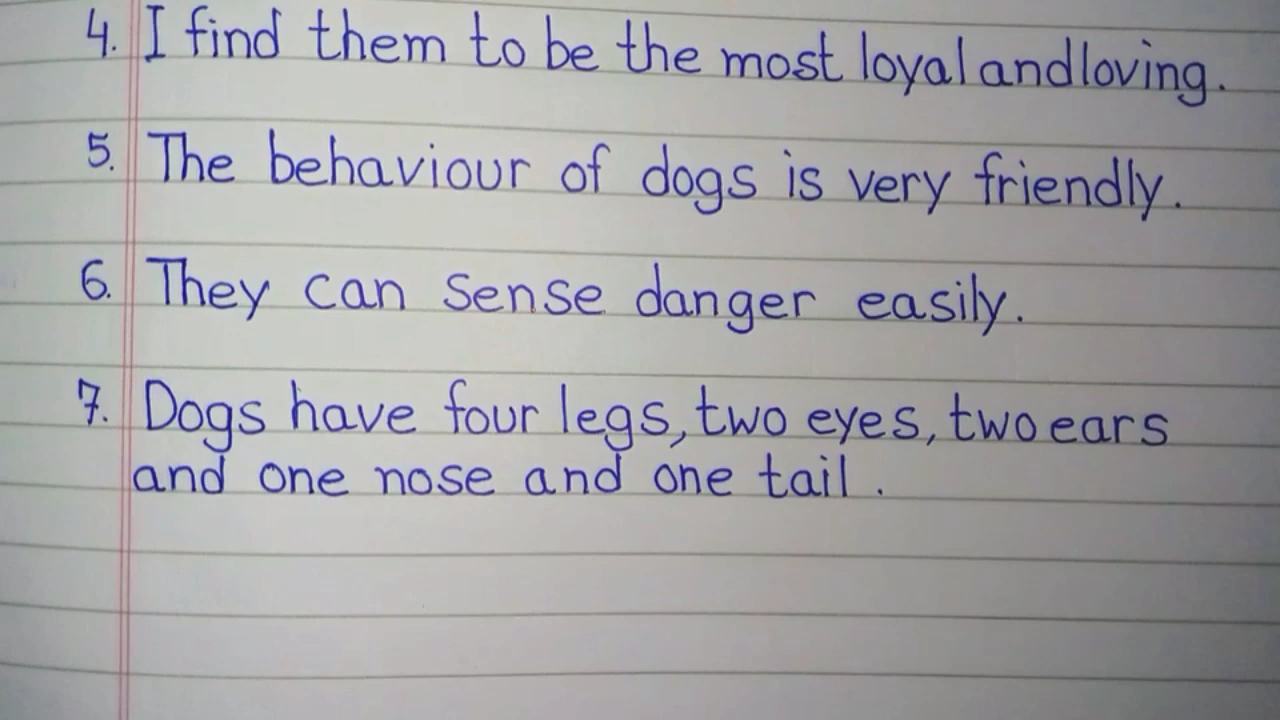 4. I find them to be the most loyal and loving.
5. The behaviour of dogs is very friendly.
6. They can sense danger easily.
7. Dogs have four legs, two eyes, two ears
and one nose and one tail.